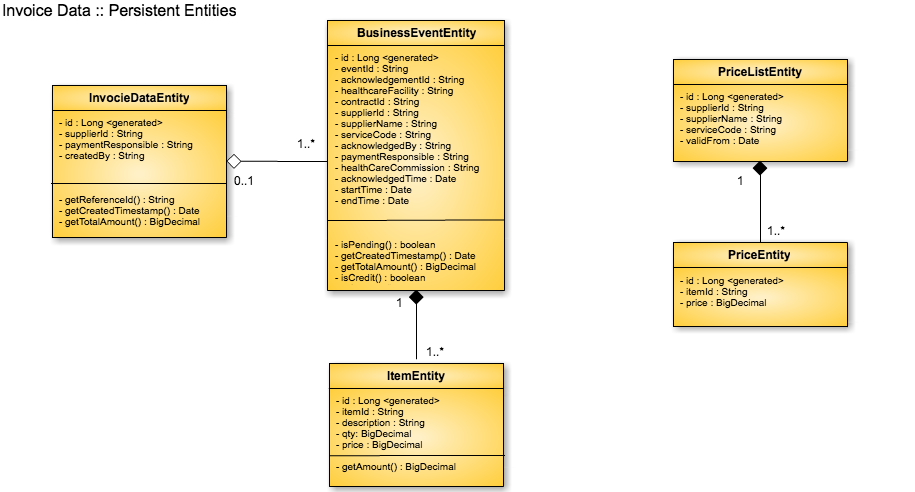 Invoice Data :: Persistent Entities
InvocieDataEntity
- id : Long <generated>
- supplierId : String
- paymentResponsible : String
- createdBy : String
- getReferenceId() : String
- getCreatedTimestamp() : Date
- getTotalAmount() : BigDecimal
0..1
1..*
BusinessEventEntity
- id : Long <generated>
- eventId : String
- acknowledgementId : String
- healthcareFacility : String
- contractId : String
- supplierId : String
- supplierName : String
- serviceCode : String
- acknowledgedBy : String
- paymentResponsible : String
- healthCareCommission : String
- acknowledgedTime : Date
- startTime : Date
- endTime : Date
- isPending() : boolean
- getCreatedTimestamp() : Date
- getTotalAmount() : BigDecimal
- isCredit() : boolean
1
1..*
ItemEntity
- id : Long <generated>
- itemId : String
- description : String
- qty: BigDecimal
- price : BigDecimal
- getAmount() : BigDecimal
PriceListEntity
- id : Long <generated>
- supplierId : String
- supplierName : String
- serviceCode : String
- validFrom : Date
1
1..*
PriceEntity
- id : Long <generated>
- itemId : String
- price : BigDecimal